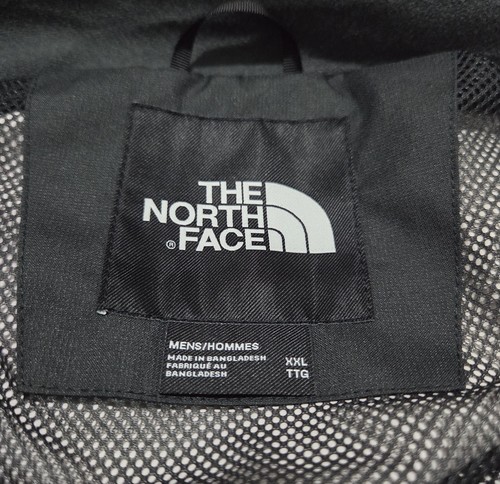 THE
NORTH
® FACE
MENS/HOMMES
MADE IN BANGLADESH
FABRIQUÉ AU
BANGLADESH
XXL
TTG